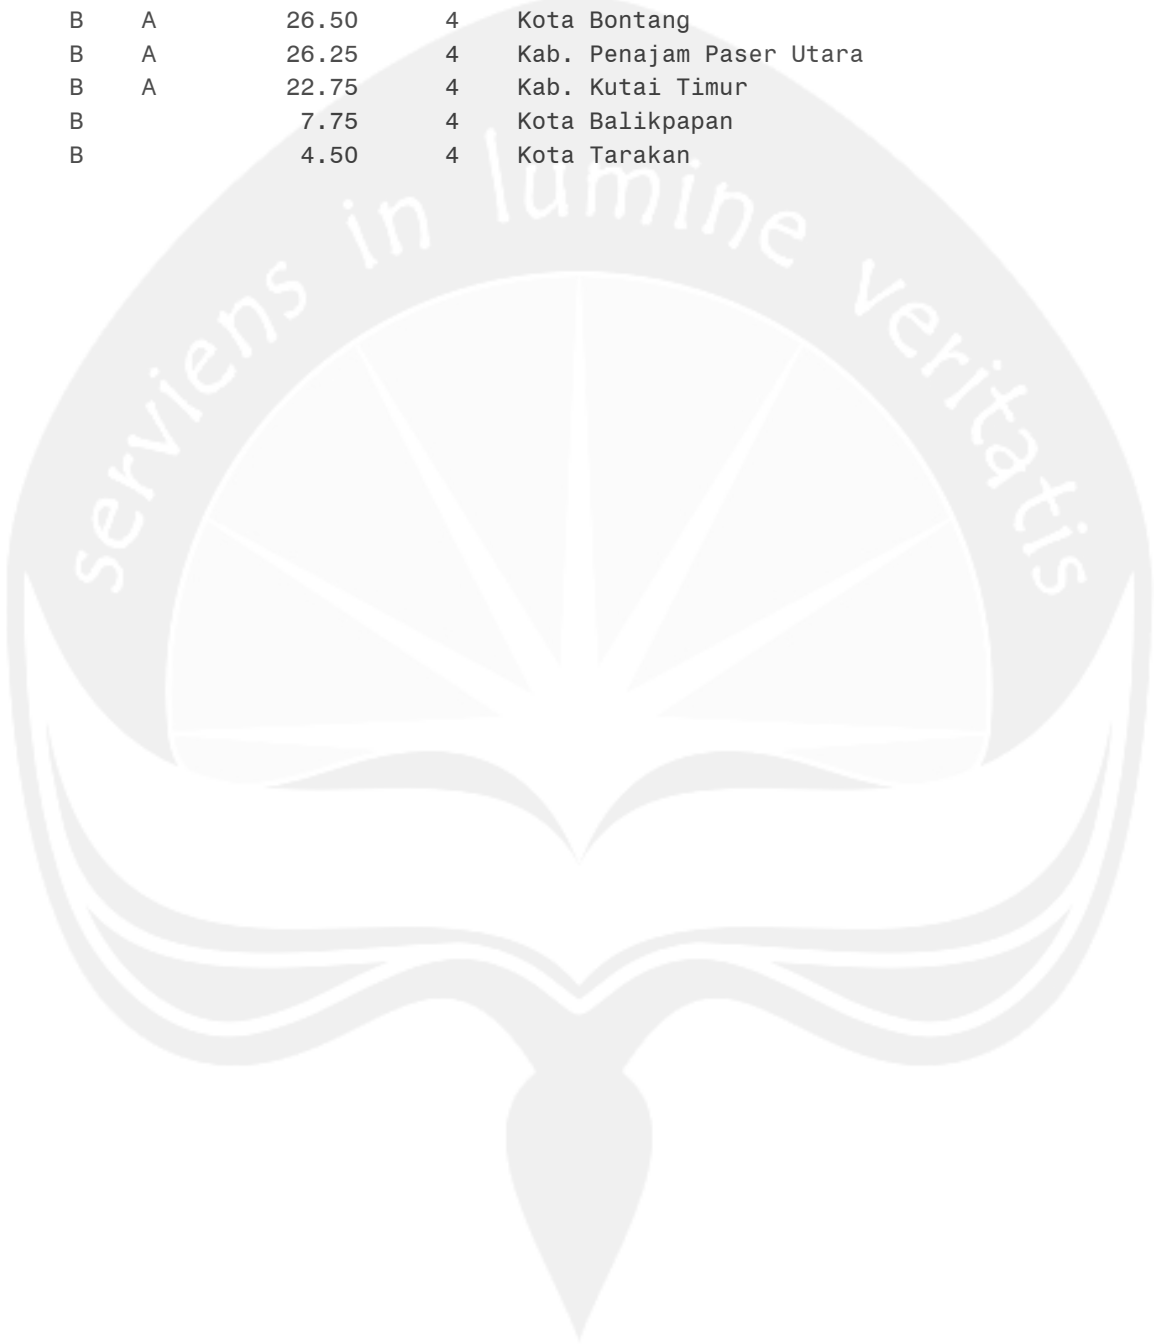 B    A         26.50      4    Kota Bontang
B    A         26.25      4    Kab. Penajam Paser Utara
B    A         22.75      4    Kab. Kutai Timur
B               7.75      4    Kota Balikpapan
B               4.50      4    Kota Tarakan
serviens in lumine veritatis